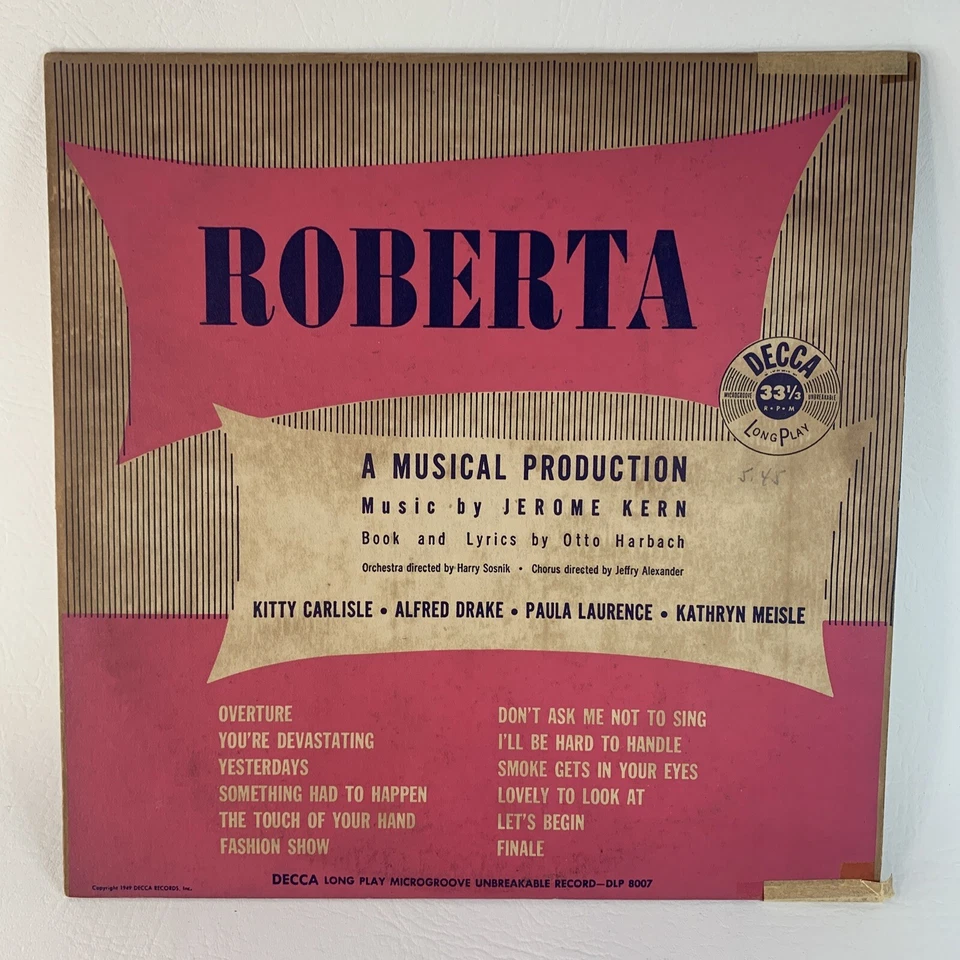 ROBERTA
DECCA
MICROGROOVE 33 1/3 UNBREAKABLE
R•P•M
LONG PLAY
A MUSICAL PRODUCTION
5.45
Music by JEROME KERN
Book and Lyrics by Otto Harbach
Orchestra directed by Harry Sosnik • Chorus directed by Jeffry Alexander
KITTY CARLISLE • ALFRED DRAKE • PAULA LAURENCE • KATHRYN MEISLE
OVERTURE
YOU'RE DEVASTATING
YESTERDAYS
SOMETHING HAD TO HAPPEN
THE TOUCH OF YOUR HAND
FASHION SHOW
DON'T ASK ME NOT TO SING
I'LL BE HARD TO HANDLE
SMOKE GETS IN YOUR EYES
LOVELY TO LOOK AT
LET'S BEGIN
FINALE
DECCA LONG PLAY MICROGROOVE UNBREAKABLE RECORD—DLP 8007
Copyright 1949 DECCA RECORDS, Inc.